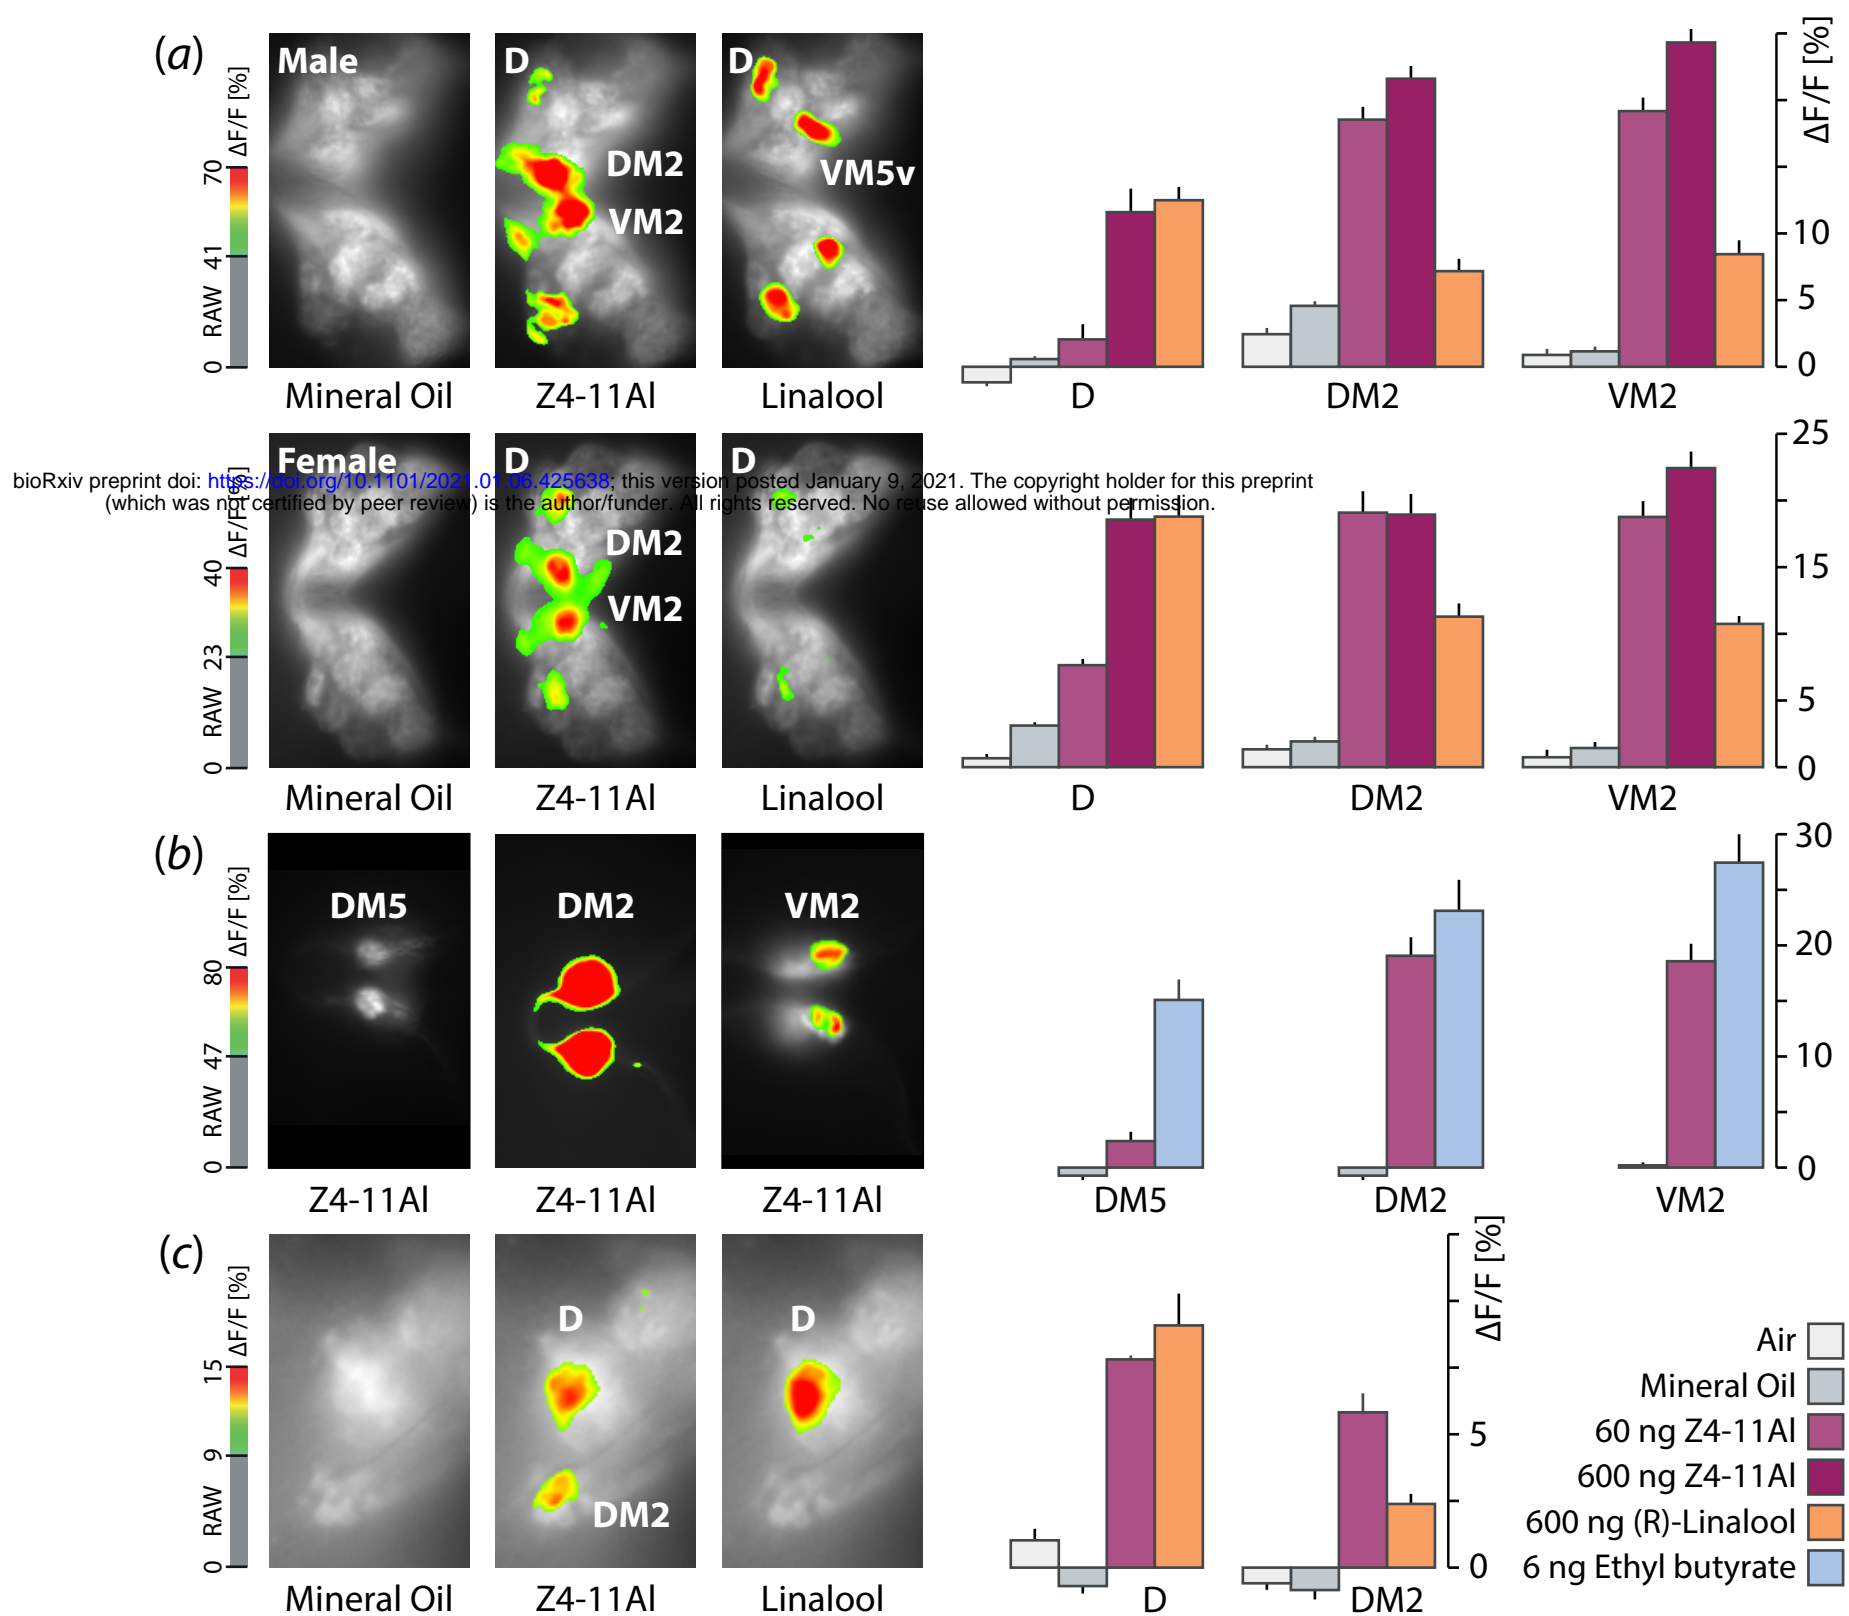 (a)
Male
D
D
DM2
VM2
VM5v
0 RAW 41 70 ΔF/F [%]
Mineral Oil
Z4-11Al
Linalool
D
DM2
VM2
0
5
10
ΔF/F [%]
Female
D
D
DM2
VM2
0 RAW 23 40 ΔF/F [%]
bioRxiv preprint doi: https://doi.org/10.1101/2021.01.06.425638; this version posted January 9, 2021. The copyright holder for this preprint
(which was not certified by peer review) is the author/funder. All rights reserved. No reuse allowed without permission.
Mineral Oil
Z4-11Al
Linalool
D
DM2
VM2
25
15
5
0
(b)
DM5
DM2
VM2
0 RAW 47 80 ΔF/F [%]
Z4-11Al
Z4-11Al
Z4-11Al
DM5
DM2
VM2
30
20
10
0
(c)
D
D
DM2
0 RAW 9 15 ΔF/F [%]
Mineral Oil
Z4-11Al
Linalool
D
DM2
5
0
ΔF/F [%]
Air
Mineral Oil
60 ng Z4-11Al
600 ng Z4-11Al
600 ng (R)-Linalool
6 ng Ethyl butyrate